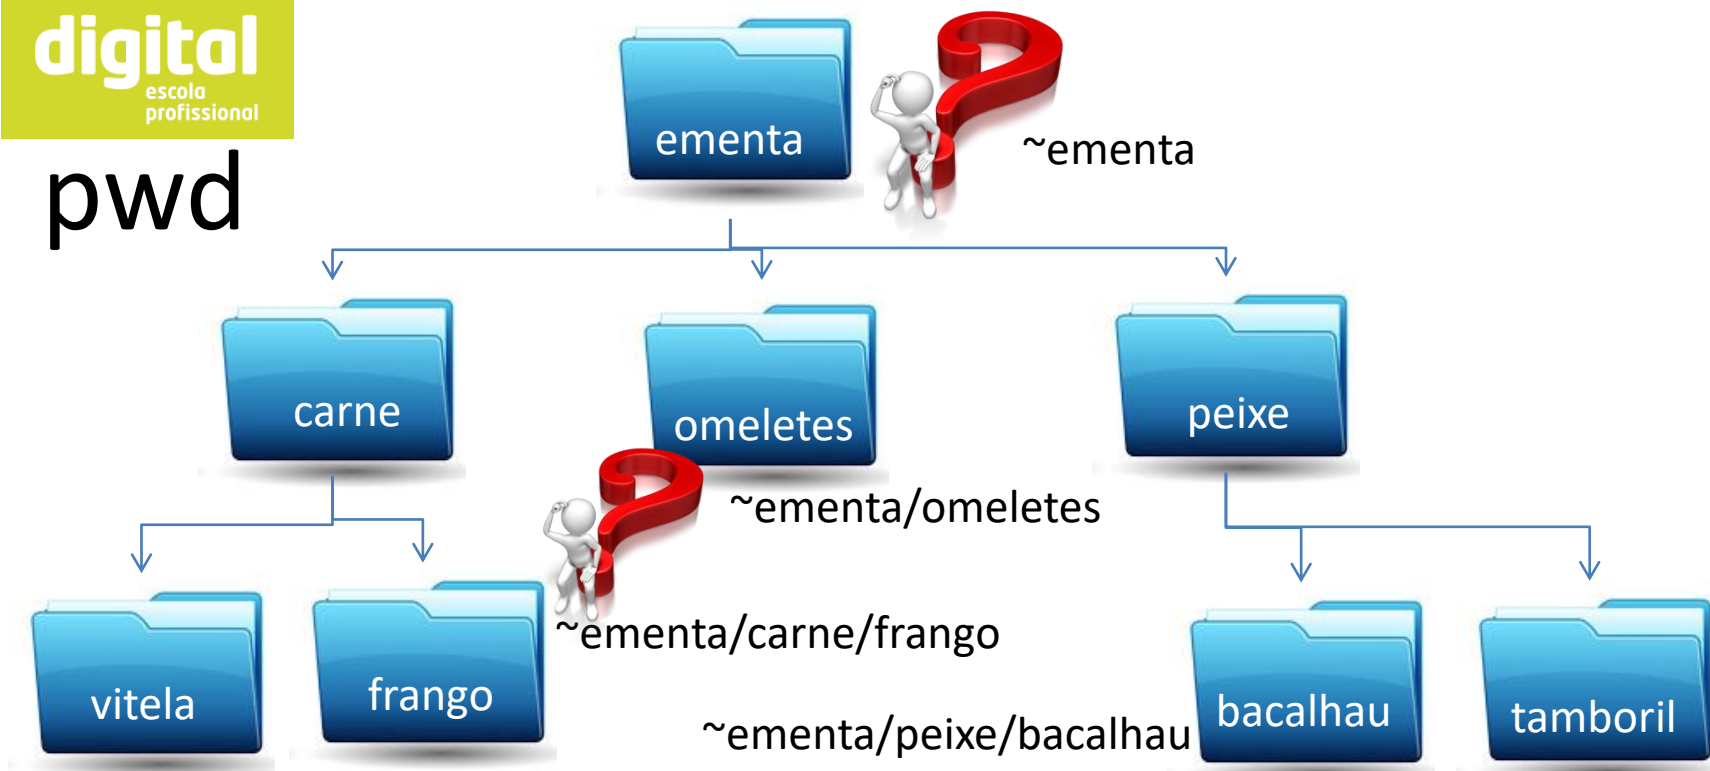 digital
escola
profissional
pwd
ementa
~ementa
carne
omeletes
peixe
~ementa/omeletes
vitela
frango
~ementa/carne/frango
bacalhau
tamboril
~ementa/peixe/bacalhau